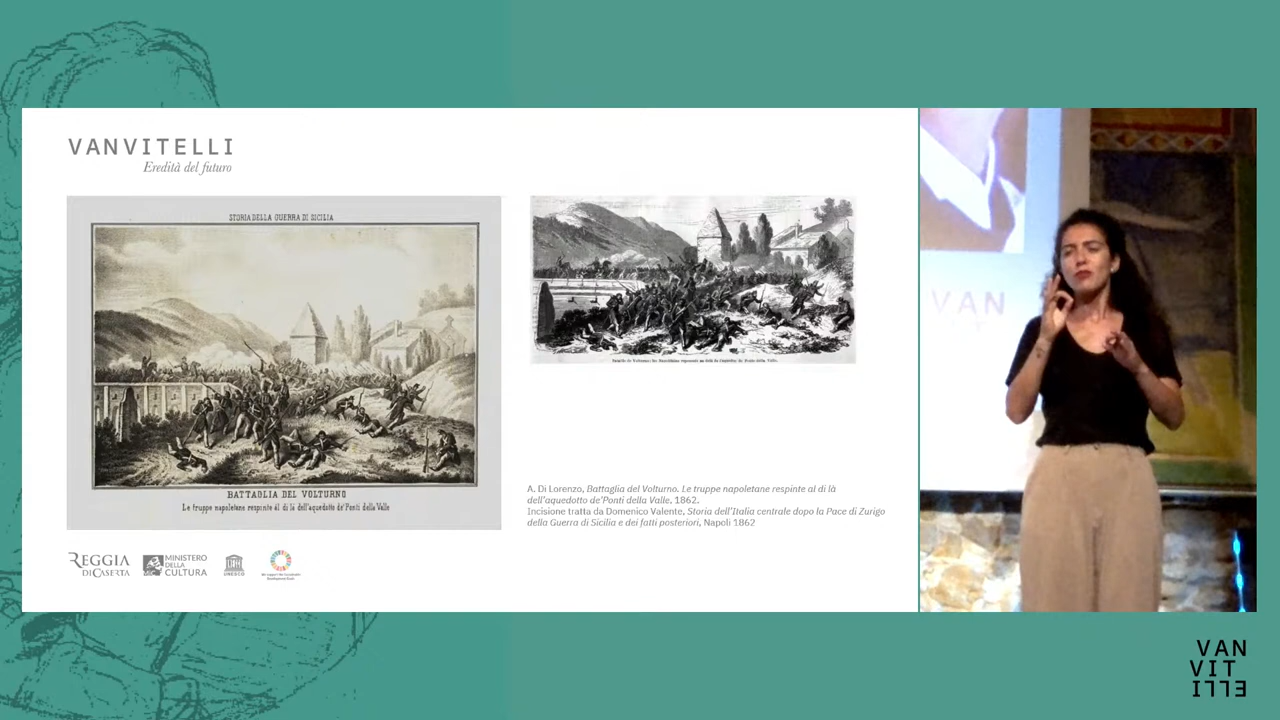 VANVITELLI
Eredità del futuro
STORIA DELLA GUERRA DI SICILIA
BATTAGLIA DEL VOLTURNO
Le truppe napoletane respinte al di là dell'aquedotto de' Ponti della Valle
A. Di Lorenzo, Battaglia del Volturno. Le truppe napoletane respinte al di là
dell'aquedotto de'Ponti della Valle, 1862.
Incisione tratta da Domenico Valente, Storia dell'Italia centrale dopo la Pace di Zurigo
della Guerra di Sicilia e dei fatti posteriori, Napoli 1862
REGGIA
DI CASERTA
MINISTERO
DELLA
CULTURA
UNESCO
VAN
VAN
VIT
ELLI